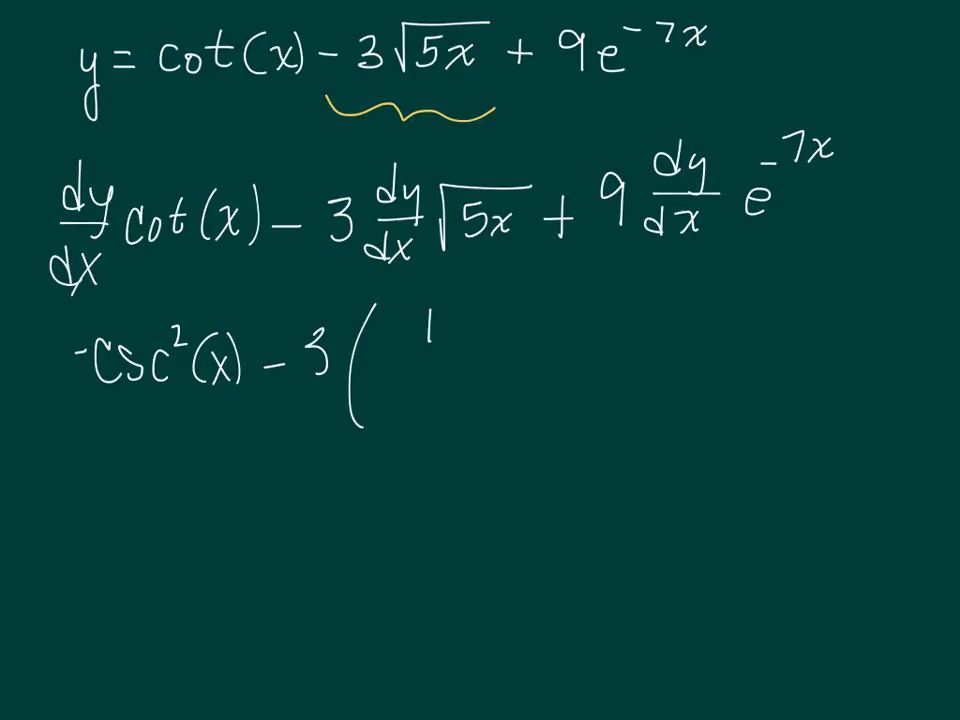 y = cot(x) - 3√5x + 9e^-7x
dy/dx cot(x) - 3 dy/dx √5x + 9 dy/dx e^-7x
-csc²(x) - 3 ( 1